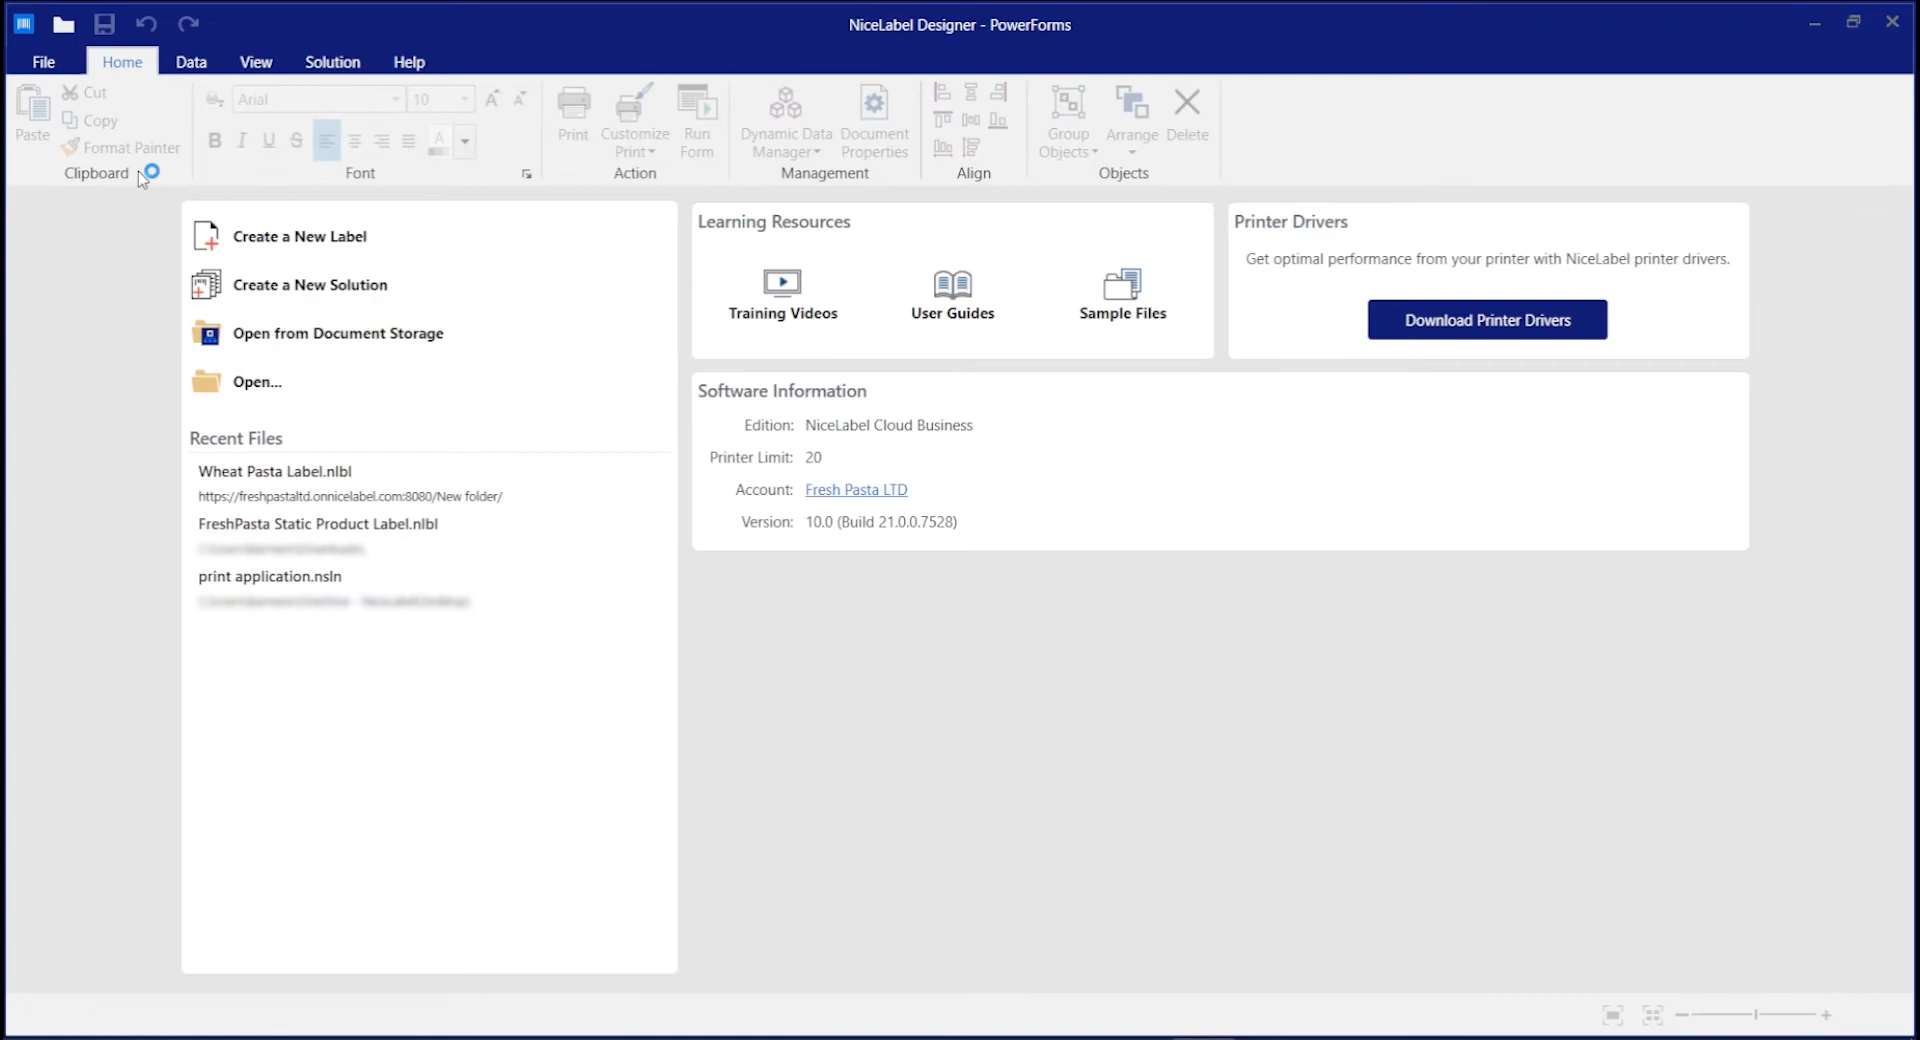 NiceLabel Designer - PowerForms
File Home Data View Solution Help
Paste
Cut
Copy
Format Painter
Clipboard
Arial 10
B I U S
Font
Print
Customize
Print
Run
Form
Action
Dynamic Data
Manager
Document
Properties
Management
Align
Group
Objects
Arrange
Delete
Objects
Create a New Label
Create a New Solution
Open from Document Storage
Open...
Recent Files
Wheat Pasta Label.nlbl
https://freshpastaltd.onnicelabel.com:8080/New folder/
FreshPasta Static Product Label.nlbl
print application.nsln
Learning Resources
Training Videos
User Guides
Sample Files
Printer Drivers
Get optimal performance from your printer with NiceLabel printer drivers.
Download Printer Drivers
Software Information
Edition: NiceLabel Cloud Business
Printer Limit: 20
Account: Fresh Pasta LTD
Version: 10.0 (Build 21.0.0.7528)